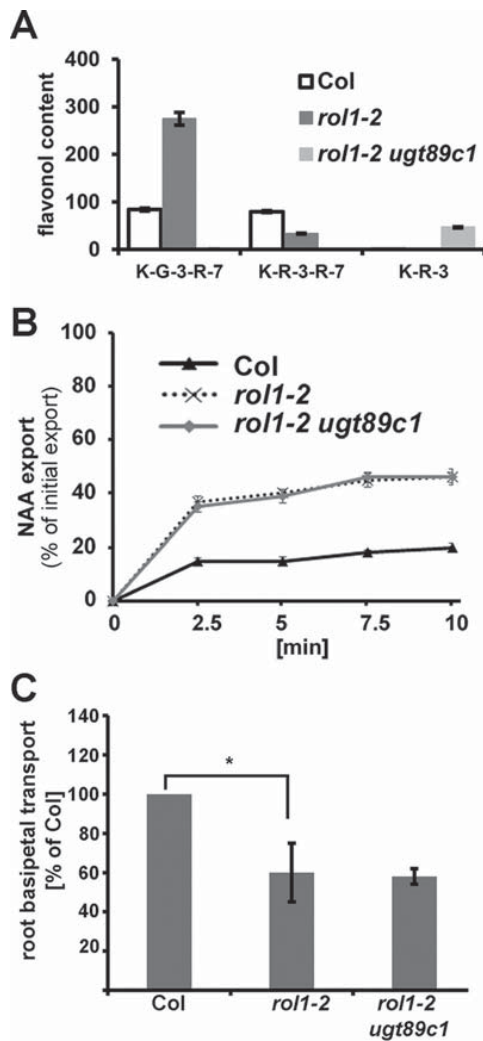 A
flavonol content
400
300
200
100
0
Col
rol1-2
rol1-2 ugt89c1
K-G-3-R-7
K-R-3-R-7
K-R-3
B
NAA export
(% of initial export)
100
80
60
40
20
0
Col
rol1-2
rol1-2 ugt89c1
0
2.5
5
7.5
10
[min]
C
root basipetal transport
[% of Col]
140
120
100
80
60
40
20
*
Col
rol1-2
rol1-2
ugt89c1